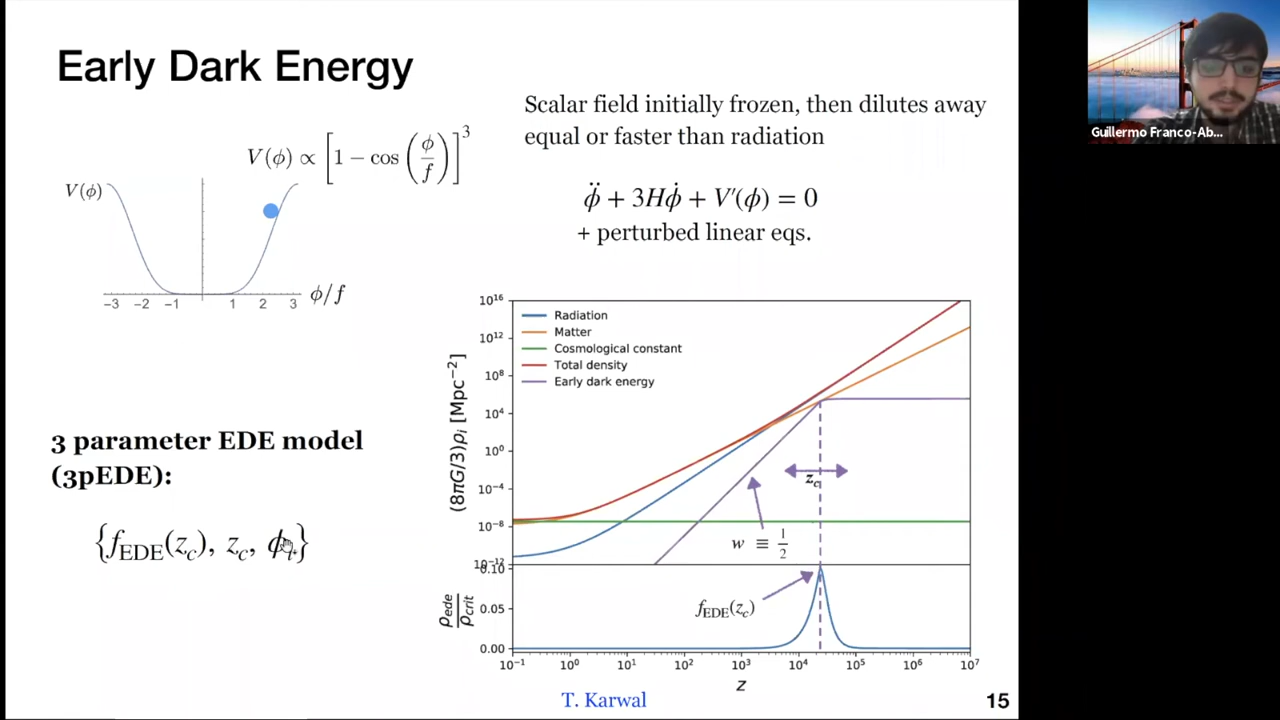 Early Dark Energy
V(ϕ) ∝ [1 − cos(ϕ/f)]³
V(ϕ)
−3 −2 −1 1 2 3 ϕ/f
Scalar field initially frozen, then dilutes away
equal or faster than radiation
ϕ̈ + 3Hϕ̇ + V′(ϕ) = 0
+ perturbed linear eqs.
3 parameter EDE model
(3pEDE):
{f_EDE(z_c), z_c, ϕ_i}
(8πG/3)ρ_i [Mpc⁻²]
10¹⁶
10¹²
10⁸
10⁴
10⁰
10⁻⁴
10⁻⁸
10⁻¹²
Radiation
Matter
Cosmological constant
Total density
Early dark energy
z_c
w ≡ 1/2
ρ_ede/ρ_crit
0.10
0.05
0.00
f_EDE(z_c)
10⁻¹ 10⁰ 10¹ 10² 10³ 10⁴ 10⁵ 10⁶ 10⁷
z
T. Karwal
15
Guillermo Franco-Ab...